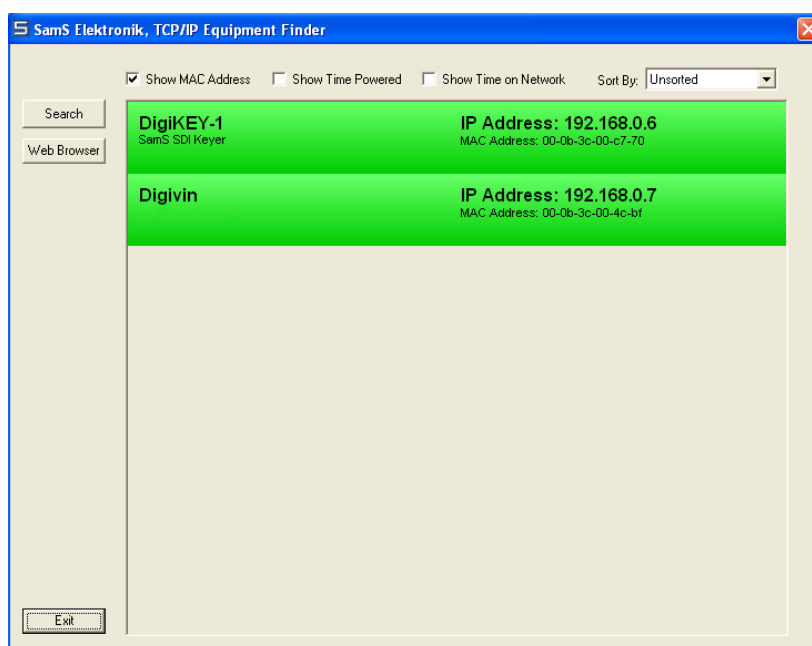 SamS Elektronik, TCP/IP Equipment Finder
Show MAC Address Show Time Powered Show Time on Network Sort By: Unsorted
Search
Web Browser
DigiKEY-1 IP Address: 192.168.0.6
SamS SDI Keyer MAC Address: 00-0b-3c-00-c7-70
Digivin IP Address: 192.168.0.7
MAC Address: 00-0b-3c-00-4c-bf
Exit